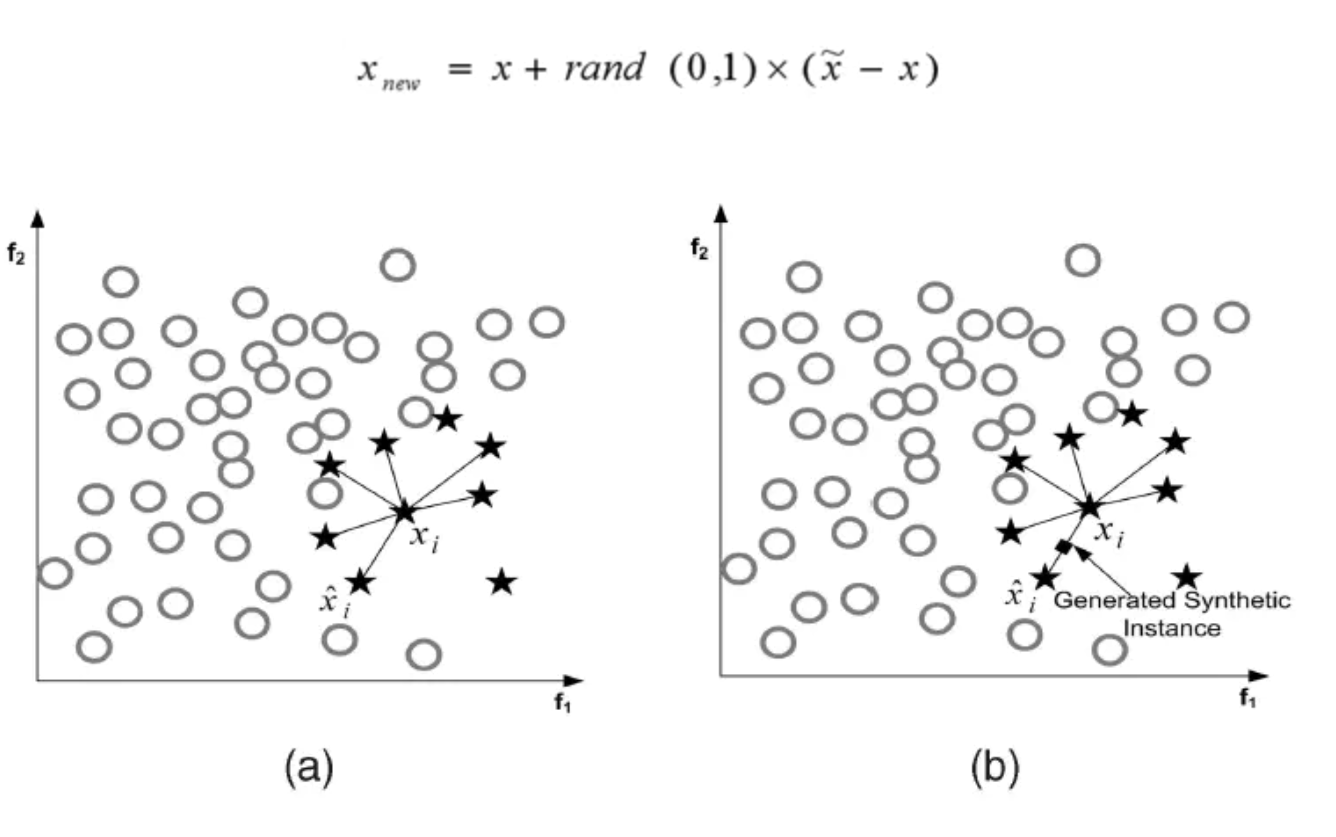 x_new = x + rand (0,1) × (x̃ − x)
f₂
x_i
x̂_i
f₁
(a)
f₂
x_i
x̂_i
Generated Synthetic
Instance
f₁
(b)